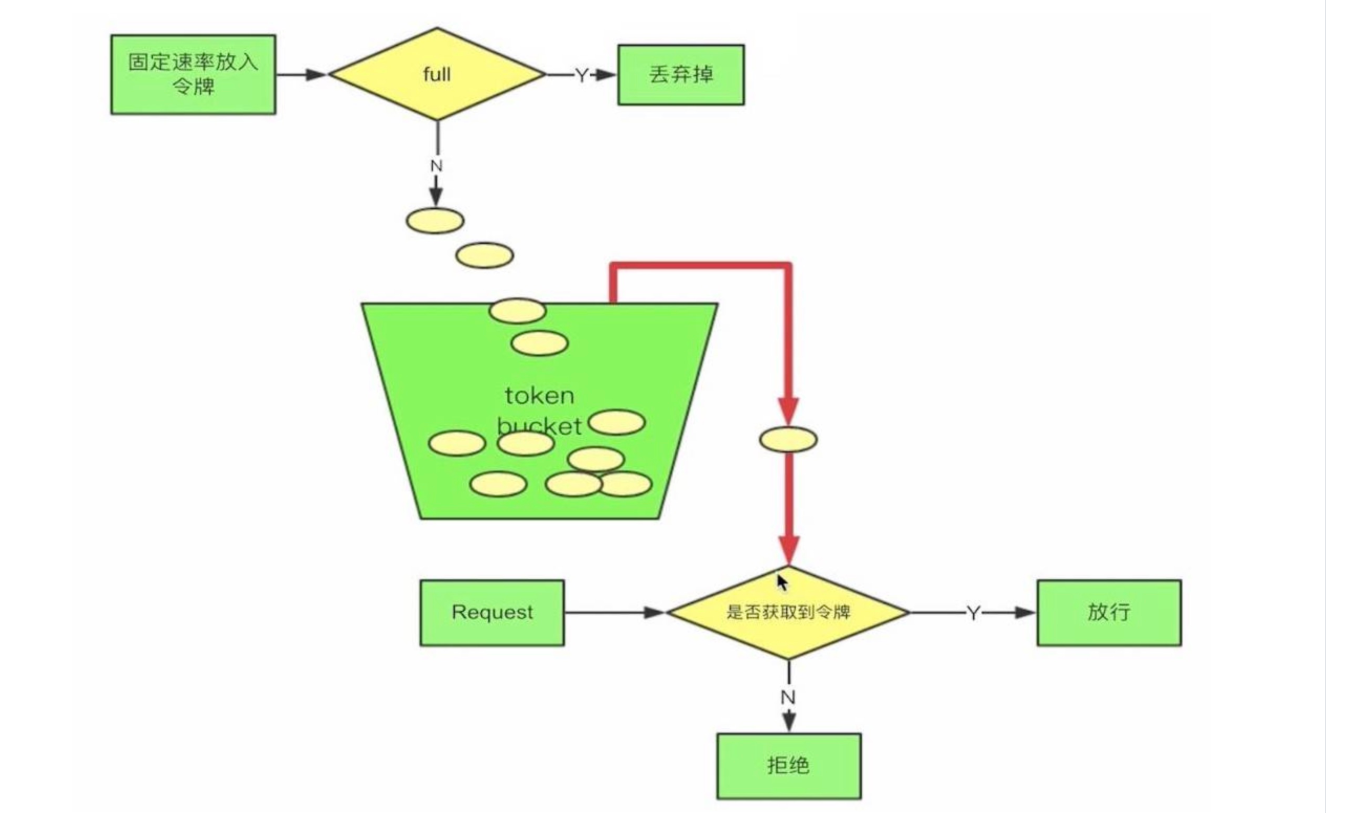 固定速率放入
令牌
full
Y
丢弃掉
N
token
bucket
Request
是否获取到令牌
Y
放行
N
拒绝